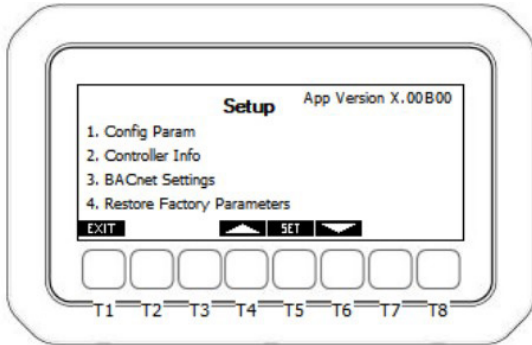 Setup
App Version X.00B00
1. Config Param
2. Controller Info
3. BACnet Settings
4. Restore Factory Parameters
EXIT SET
T1 T2 T3 T4 T5 T6 T7 T8